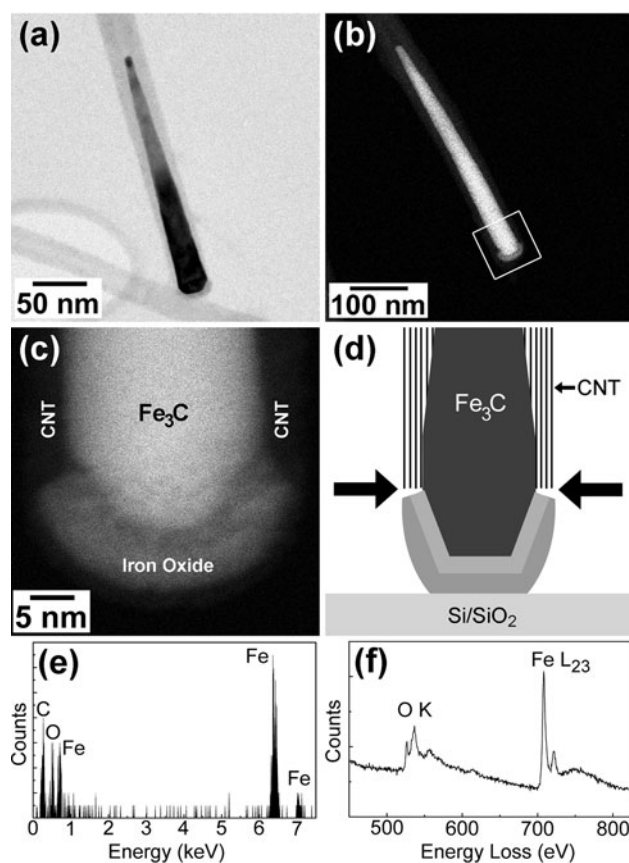 (a)
50 nm
(b)
100 nm
(c)
Fe₃C
CNT
CNT
Iron Oxide
5 nm
(d)
Fe₃C
CNT
Si/SiO₂
(e)
C
O
Fe
Fe
Fe
Counts
0 1 2 3 4 5 6 7
Energy (keV)
(f)
O K
Fe L₂₃
Counts
500 600 700 800
Energy Loss (eV)